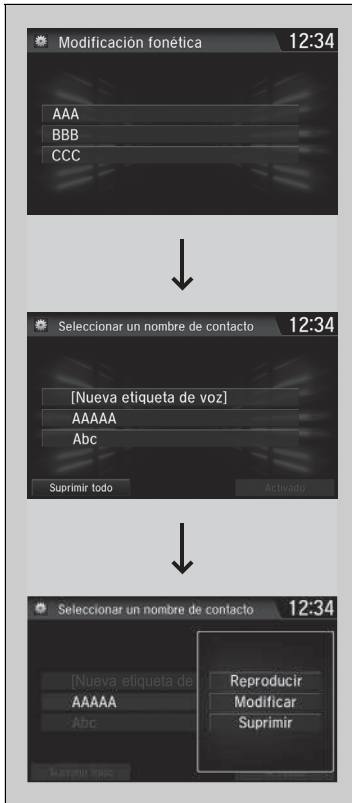 Modificación fonética 12:34
AAA
BBB
CCC
Seleccionar un nombre de contacto 12:34
[Nueva etiqueta de voz]
AAAAA
Abc
Suprimir todo Activado
Seleccionar un nombre de contacto 12:34
[Nueva etiqueta de Reproducir
AAAAA Modificar
Abc Suprimir
Suprimir todo